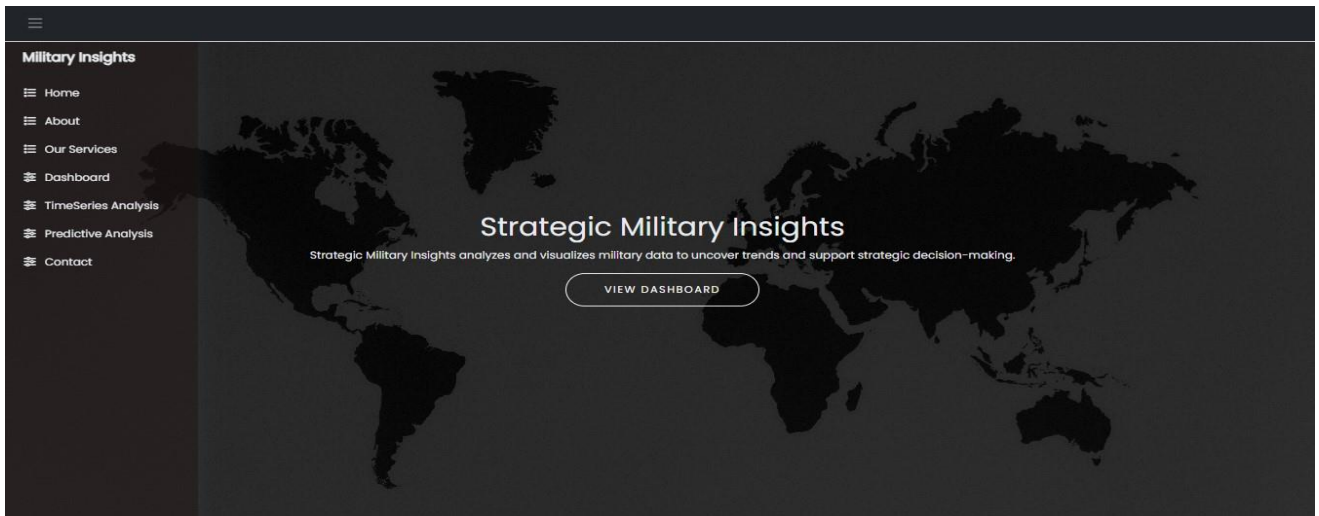 Military Insights
Home
About
Our Services
Dashboard
TimeSeries Analysis
Predictive Analysis
Contact
Strategic Military Insights
Strategic Military Insights analyzes and visualizes military data to uncover trends and support strategic decision-making.
VIEW DASHBOARD